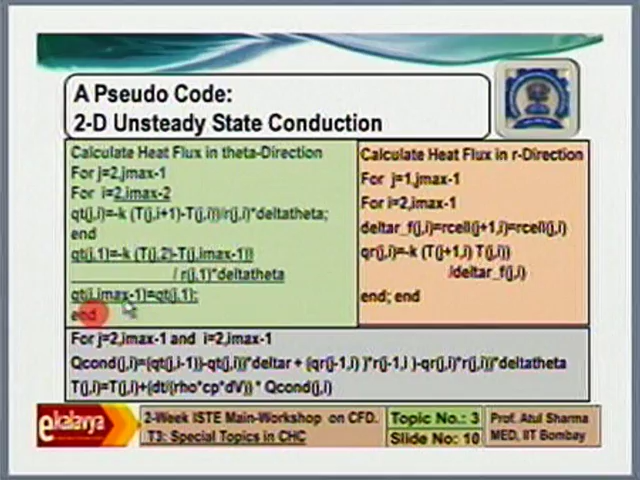 A Pseudo Code:
2-D Unsteady State Conduction
Calculate Heat Flux in theta-Direction
For j=2,jmax-1
For i=2,imax-2
qt(j,i)=-k (T(j,i+1)-T(j,i))/r(j,i)*deltatheta;
end
qt(j,1)=-k (T(j,2)-T(j,imax-1))
/ r(j,1)*deltatheta
qt(j,imax-1)=qt(j,1);
end
Calculate Heat Flux in r-Direction
For j=1,jmax-1
For i=2,imax-1
deltar_f(j,i)=rcell(j+1,i)=rcell(j,i)
qr(j,i)=-k (T(j+1,i) T(j,i))
/deltar_f(j,i)
end; end
For j=2,imax-1 and i=2,imax-1
Qcond(j,i)=(qt(j,i-1))-qt(j,i))*deltar + (qr(j-1,i )*r(j-1,i )-qr(j,i)*r(j,i))*deltatheta
T(j,i)=T(j,i)+(dt/(rho*cp*dV)) * Qcond(j,i)
ekalavya
2-Week ISTE Main-Workshop on CFD.
T3: Special Topics in CHC
Topic No.: 3
Slide No.: 10
Prof. Atul Sharma
MED, IIT Bombay